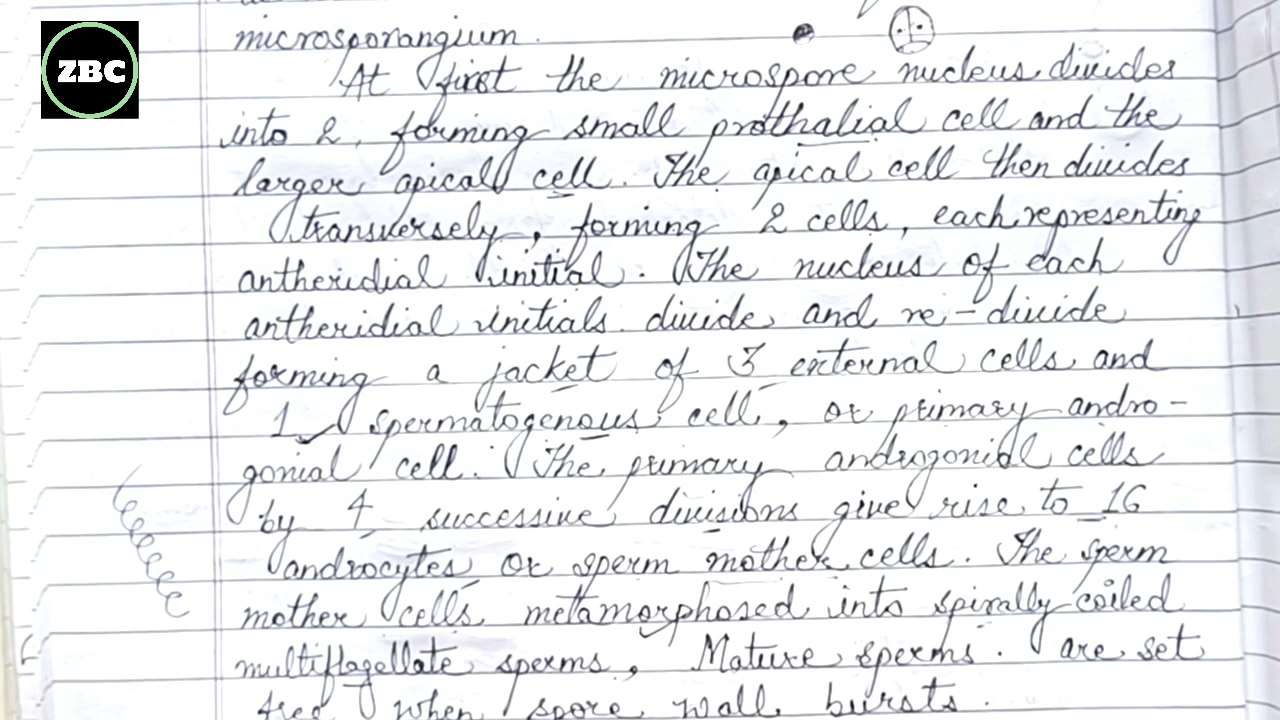 ZBC
microsporangium.
At first the microspore nucleus divides
into 2, forming small prothalial cell and the
larger apical cell. The apical cell then divides
transversely, forming 2 cells, each representing
antheridial initial. The nucleus of each
antheridial initials divide and re-divide
forming a jacket of 3 external cells and
1 spermatogenous cell, or primary andro-
gonial cell. The primary androgonial cells
by 4 successive divisions give rise to 16
androcytes or sperm mother cells. The sperm
mother cells metamorphosed into spirally coiled
multiflagellate sperms, Mature sperms. are set
free when spore wall bursts.